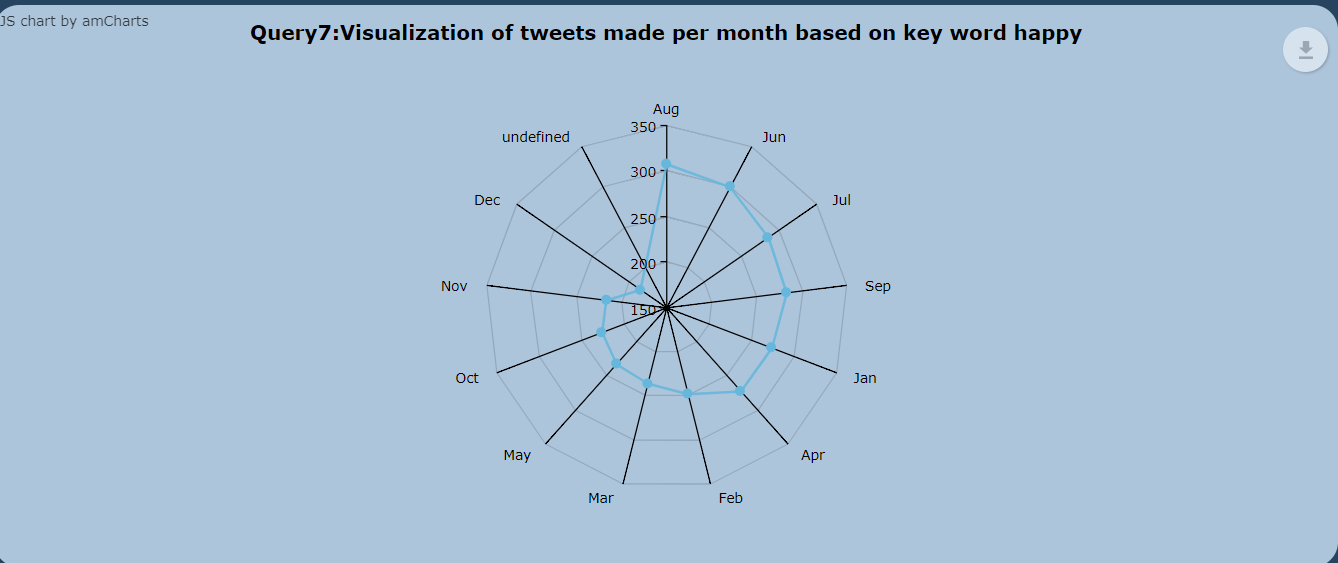 JS chart by amCharts
Query7:Visualization of tweets made per month based on key word happy
Aug
undefined
350
Jun
300
Dec
Jul
250
200
Nov
Sep
150
Oct
Jan
May
Apr
Mar
Feb